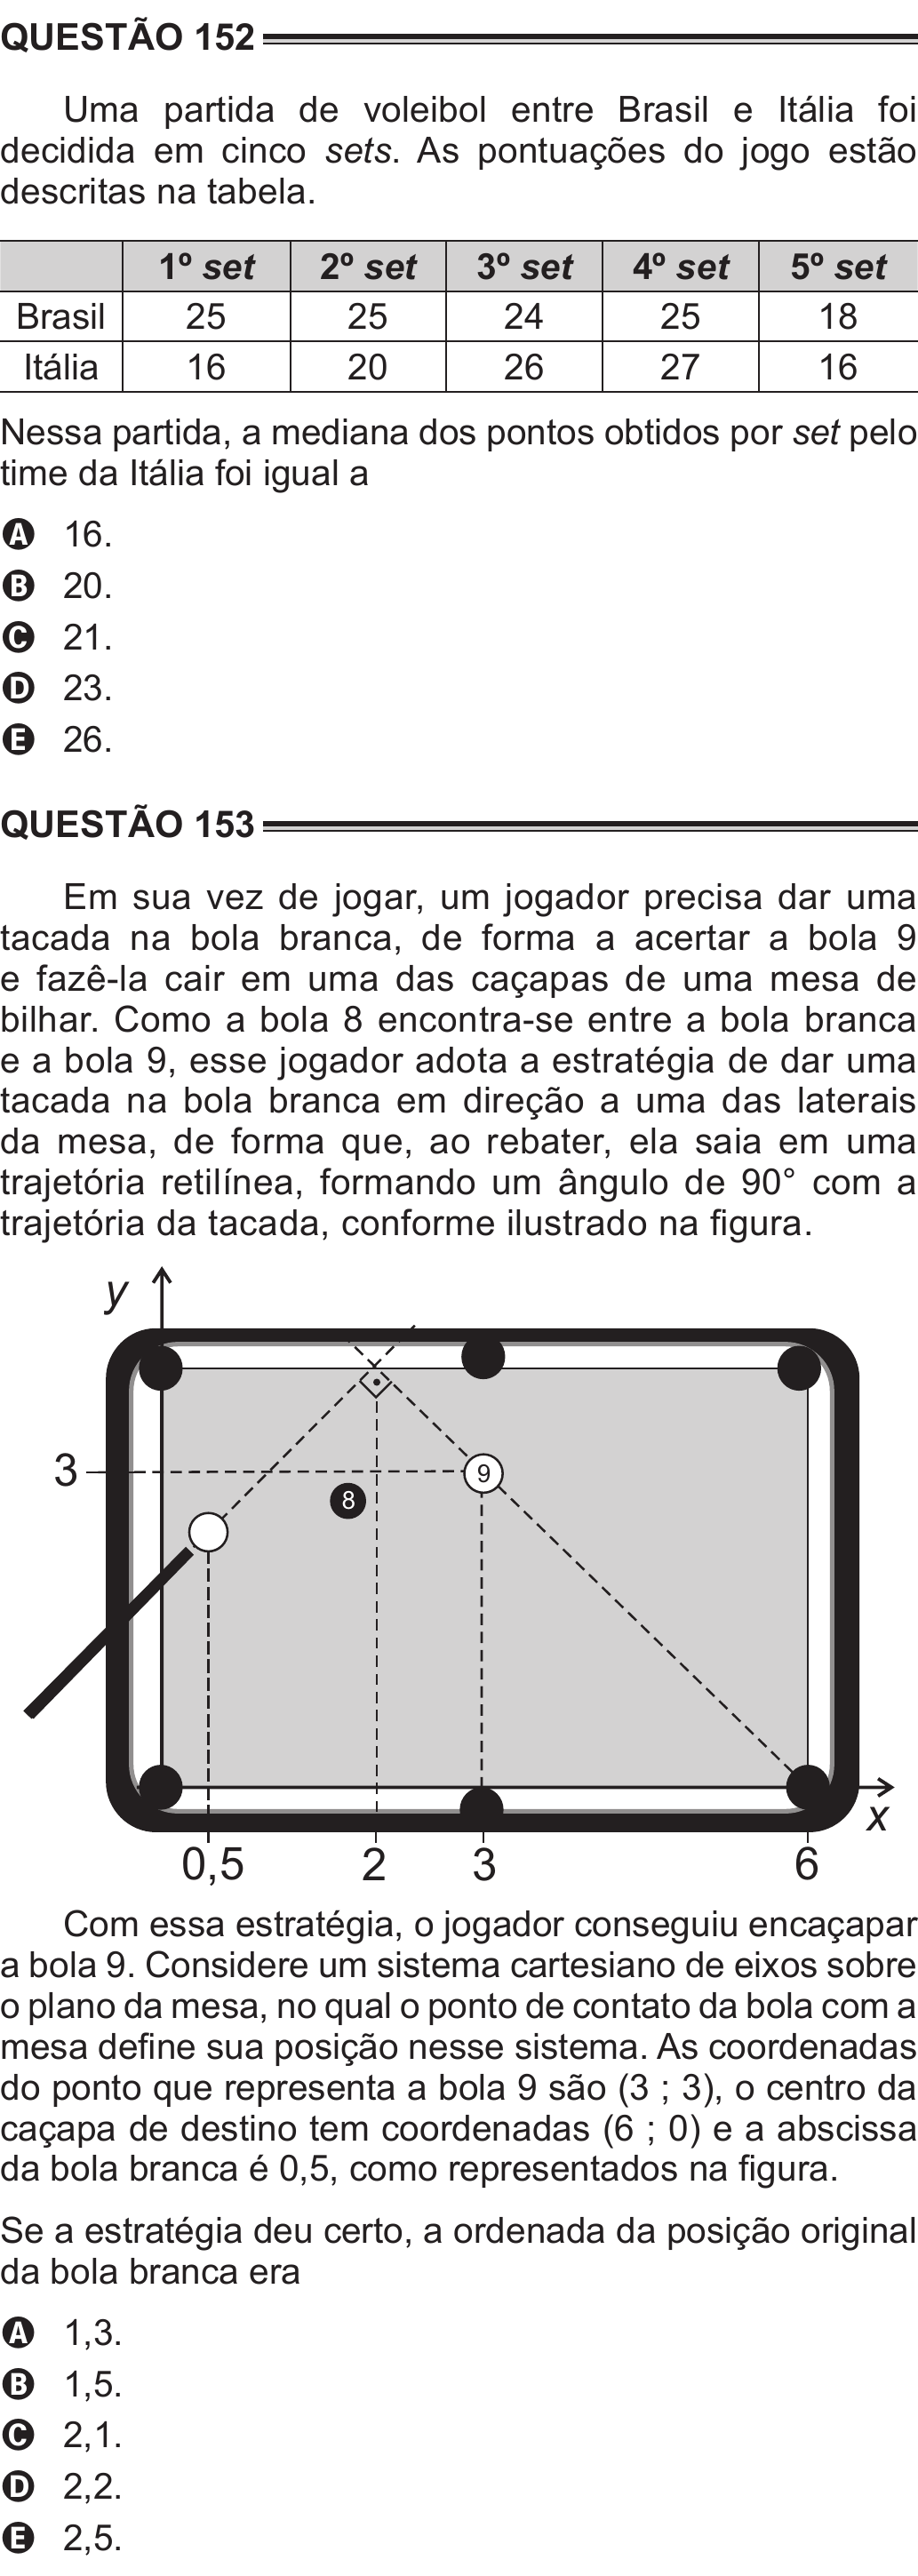 QUESTÃO 152
Uma partida de voleibol entre Brasil e Itália foi
decidida em cinco sets. As pontuações do jogo estão
descritas na tabela.
1º set 2º set 3º set 4º set 5º set
Brasil 25 25 24 25 18
Itália 16 20 26 27 16
Nessa partida, a mediana dos pontos obtidos por set pelo
time da Itália foi igual a
A 16.
B 20.
C 21.
D 23.
E 26.
QUESTÃO 153
Em sua vez de jogar, um jogador precisa dar uma
tacada na bola branca, de forma a acertar a bola 9
e fazê-la cair em uma das caçapas de uma mesa de
bilhar. Como a bola 8 encontra-se entre a bola branca
e a bola 9, esse jogador adota a estratégia de dar uma
tacada na bola branca em direção a uma das laterais
da mesa, de forma que, ao rebater, ela saia em uma
trajetória retilínea, formando um ângulo de 90° com a
trajetória da tacada, conforme ilustrado na figura.
y
3
9
8
x
0,5 2 3 6
Com essa estratégia, o jogador conseguiu encaçapar
a bola 9. Considere um sistema cartesiano de eixos sobre
o plano da mesa, no qual o ponto de contato da bola com a
mesa define sua posição nesse sistema. As coordenadas
do ponto que representa a bola 9 são (3 ; 3), o centro da
caçapa de destino tem coordenadas (6 ; 0) e a abscissa
da bola branca é 0,5, como representados na figura.
Se a estratégia deu certo, a ordenada da posição original
da bola branca era
A 1,3.
B 1,5.
C 2,1.
D 2,2.
E 2,5.